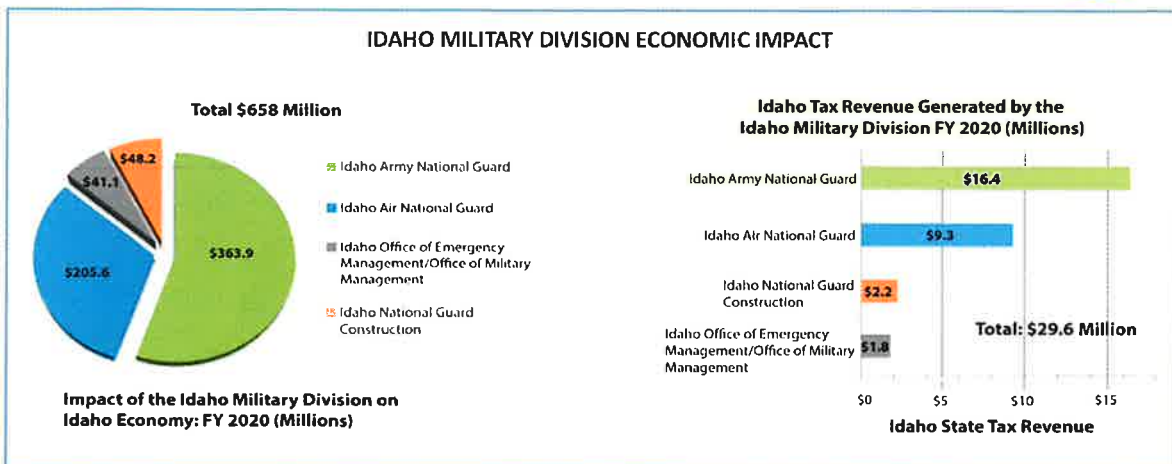 IDAHO MILITARY DIVISION ECONOMIC IMPACT
Total $658 Million
$48.2
$41.1
$205.6
$363.9
Idaho Army National Guard
Idaho Air National Guard
Idaho Office of Emergency
Management/Office of Military
Management
Idaho National Guard
Construction
Impact of the Idaho Military Division on
Idaho Economy: FY 2020 (Millions)
Idaho Tax Revenue Generated by the
Idaho Military Division FY 2020 (Millions)
Idaho Army National Guard
$16.4
Idaho Air National Guard
$9.3
Idaho National Guard
Construction
$2.2
Idaho Office of Emergency
Management/Office of Military
Management
$1.8
Total: $29.6 Million
$0 $5 $10 $15
Idaho State Tax Revenue